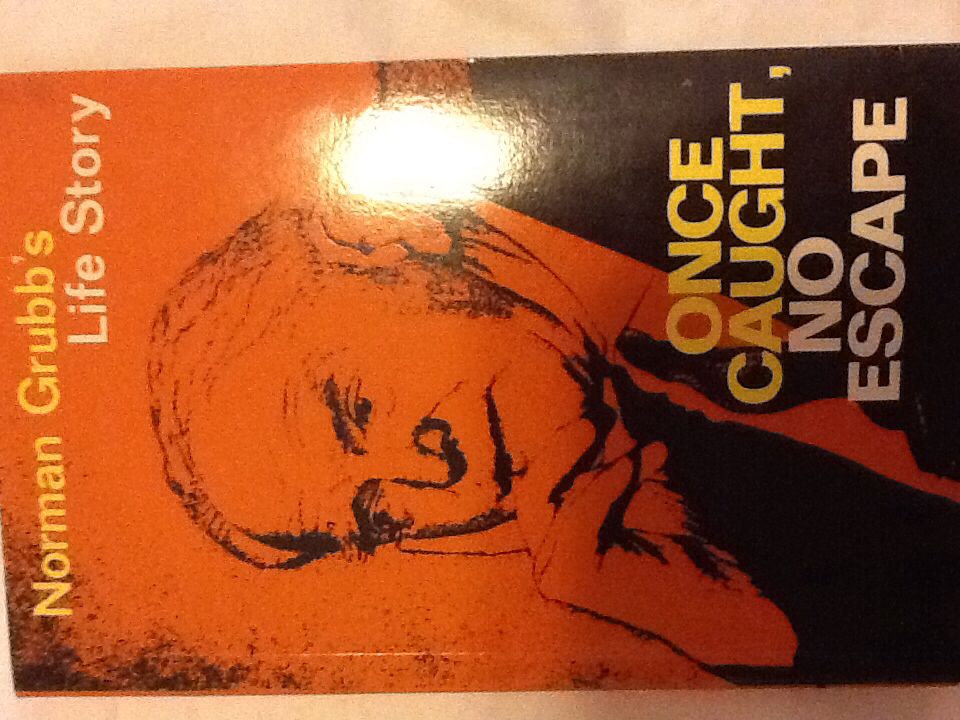 Norman Grubb's
Life Story
ONCE
CAUGHT,
NO
ESCAPE